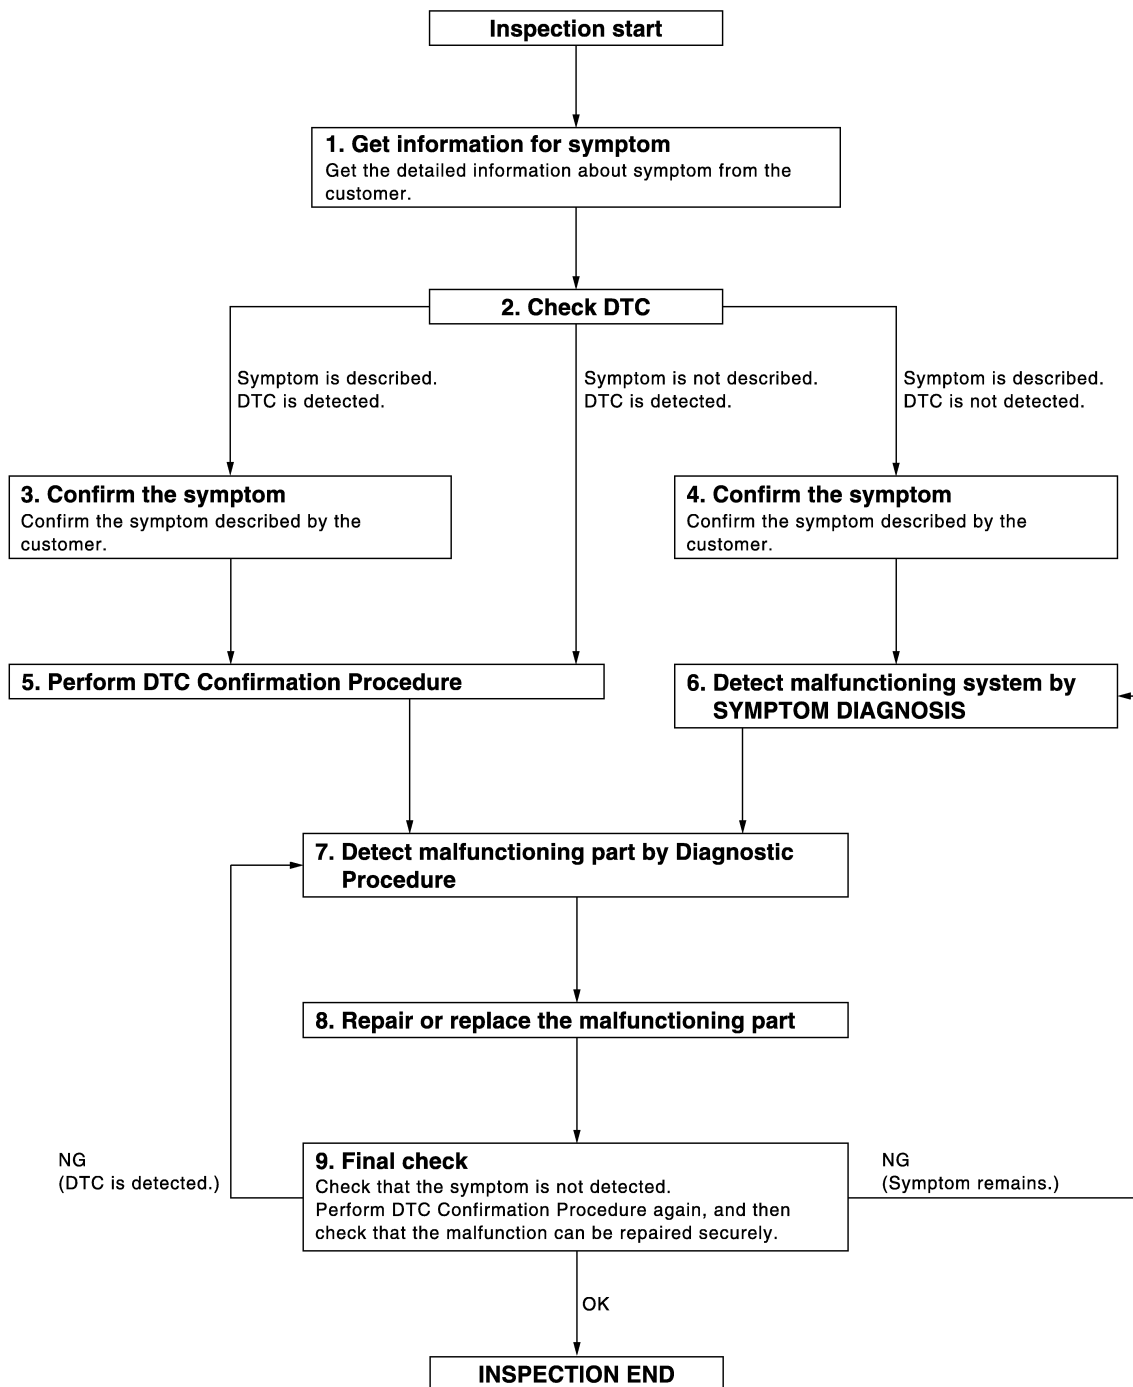 Inspection start
1. Get information for symptom
Get the detailed information about symptom from the
customer.
2. Check DTC
Symptom is described.
DTC is detected.
Symptom is not described.
DTC is detected.
Symptom is described.
DTC is not detected.
3. Confirm the symptom
Confirm the symptom described by the
customer.
4. Confirm the symptom
Confirm the symptom described by the
customer.
5. Perform DTC Confirmation Procedure
6. Detect malfunctioning system by
SYMPTOM DIAGNOSIS
7. Detect malfunctioning part by Diagnostic
Procedure
8. Repair or replace the malfunctioning part
NG
(DTC is detected.)
9. Final check
Check that the symptom is not detected.
Perform DTC Confirmation Procedure again, and then
check that the malfunction can be repaired securely.
NG
(Symptom remains.)
OK
INSPECTION END